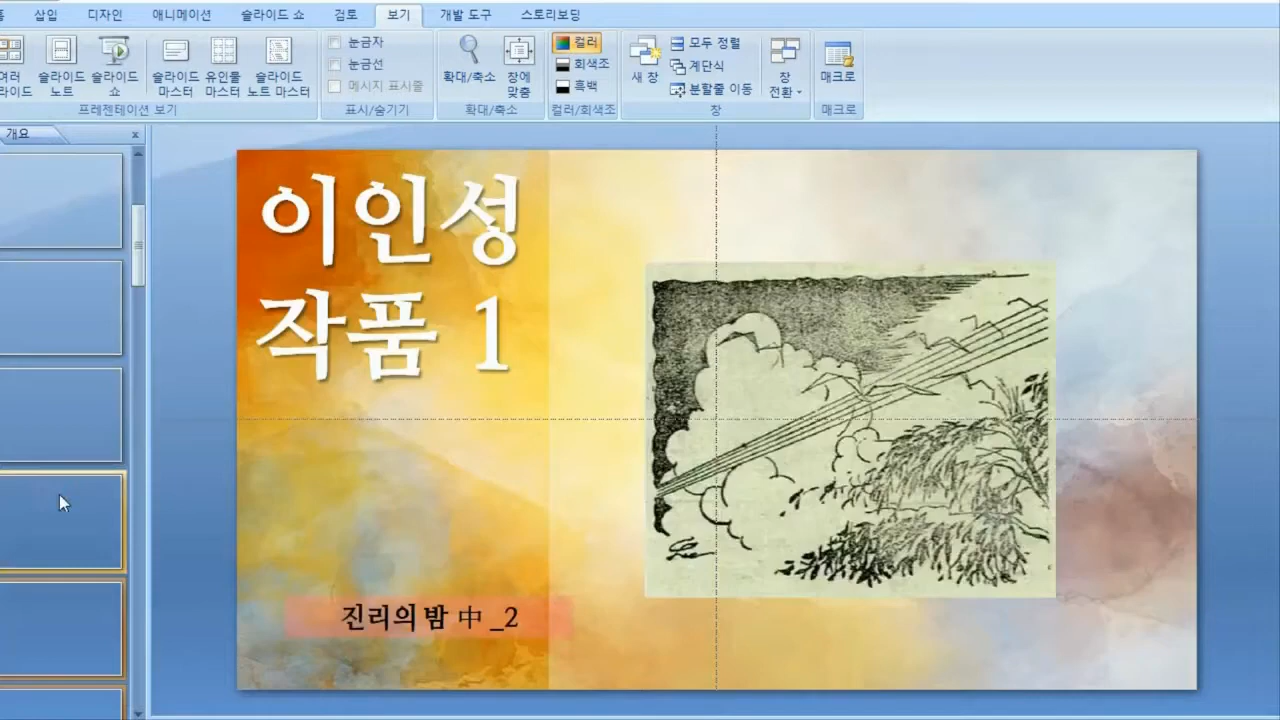 삽입 디자인 애니메이션 슬라이드 쇼 검토 보기 개발 도구 스토리보딩
슬라이드 노트
슬라이드 쇼
슬라이드 마스터
유인물 마스터
슬라이드 노트 마스터
프레젠테이션 보기
눈금자
눈금선
메시지 표시줄
표시/숨기기
확대/축소
창에 맞춤
확대/축소
컬러
회색조
흑백
컬러/회색조
새 창
모두 정렬
계단식
분할줄 이동
창 전환
창
매크로
매크로
개요 x
이인성
작품 1
진리의 밤 中 _2